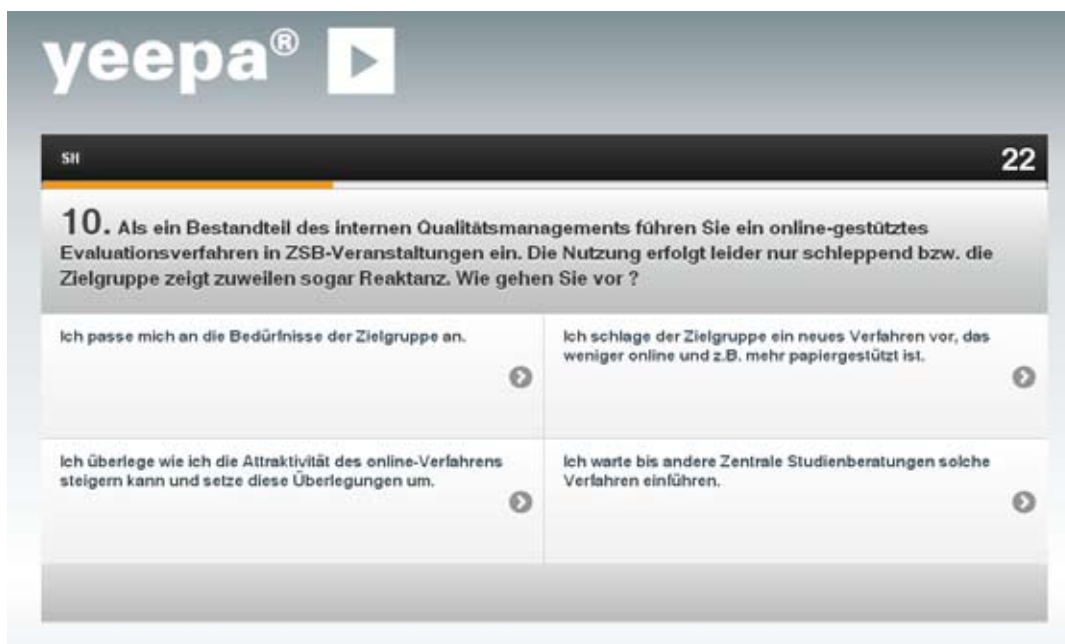 yeepa®
SH
22
10. Als ein Bestandteil des internen Qualitätsmanagements führen Sie ein online-gestütztes
Evaluationsverfahren in ZSB-Veranstaltungen ein. Die Nutzung erfolgt leider nur schleppend bzw. die
Zielgruppe zeigt zuweilen sogar Reaktanz. Wie gehen Sie vor ?
Ich passe mich an die Bedürfnisse der Zielgruppe an.
Ich schlage der Zielgruppe ein neues Verfahren vor, das
weniger online und z.B. mehr papiergestützt ist.
Ich überlege wie ich die Attraktivität des online-Verfahrens
steigern kann und setze diese Überlegungen um.
Ich warte bis andere Zentrale Studienberatungen solche
Verfahren einführen.